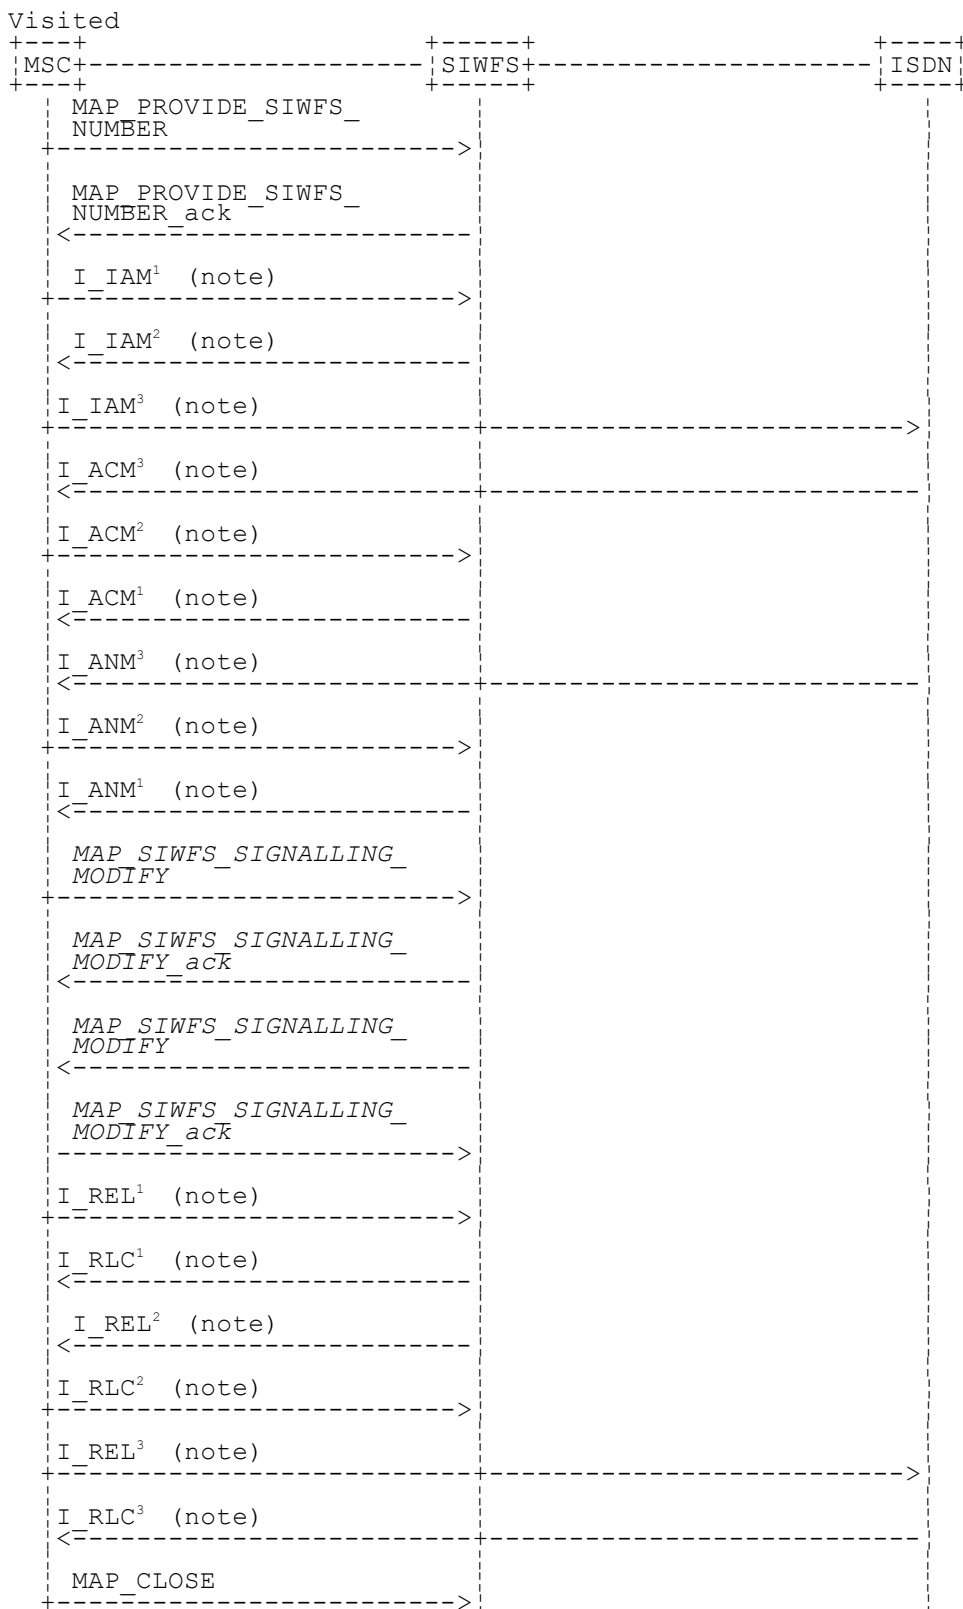 Visited
MSC SIWFS ISDN
MAP_PROVIDE_SIWFS_
NUMBER
MAP_PROVIDE_SIWFS_
NUMBER_ack
I_IAM¹ (note)
I_IAM² (note)
I_IAM³ (note)
I_ACM³ (note)
I_ACM² (note)
I_ACM¹ (note)
I_ANM³ (note)
I_ANM² (note)
I_ANM¹ (note)
MAP_SIWFS_SIGNALLING_
MODIFY
MAP_SIWFS_SIGNALLING_
MODIFY_ack
MAP_SIWFS_SIGNALLING_
MODIFY
MAP_SIWFS_SIGNALLING_
MODIFY_ack
I_REL¹ (note)
I_RLC¹ (note)
I_REL² (note)
I_RLC² (note)
I_REL³ (note)
I_RLC³ (note)
MAP_CLOSE